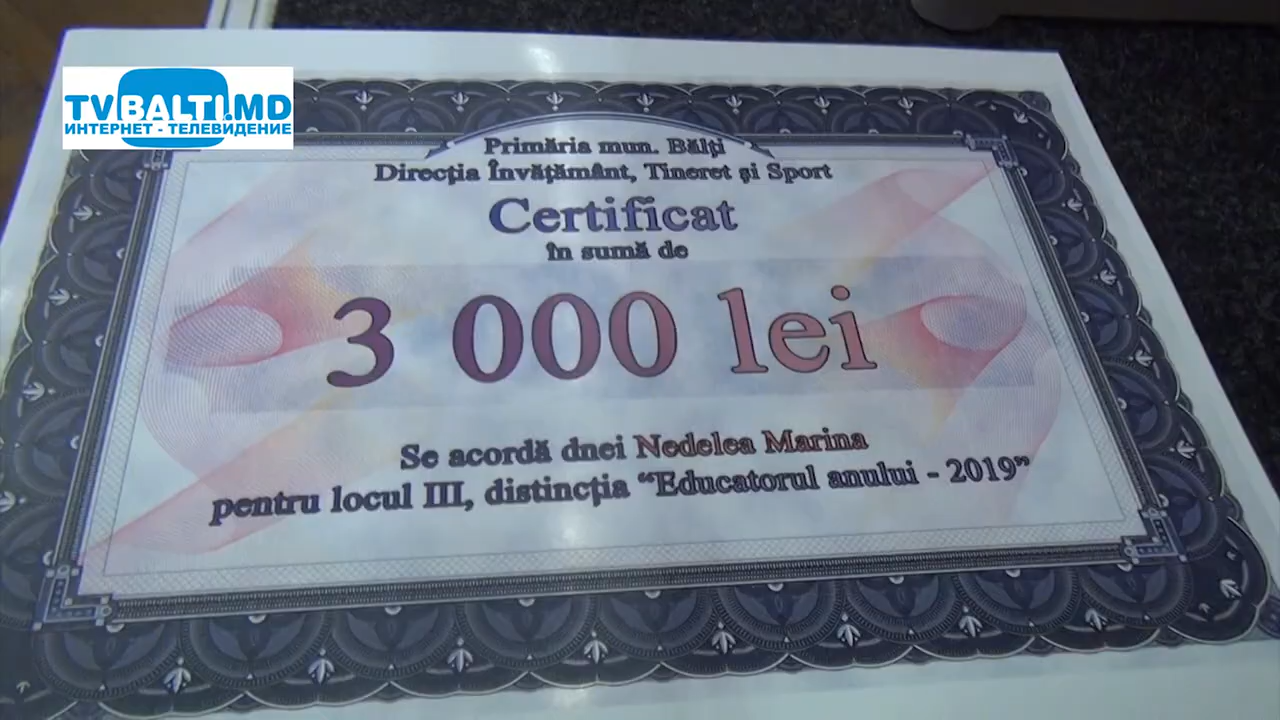 TVBALTI.MD
ИНТЕРНЕТ - ТЕЛЕВИДЕНИЕ
Primăria mun. Bălți
Direcția Învățământ, Tineret și Sport
Certificat
în sumă de
3 000 lei
Se acordă dnei Nedelea Marina
pentru locul III, distincția “Educatorul anului - 2019”